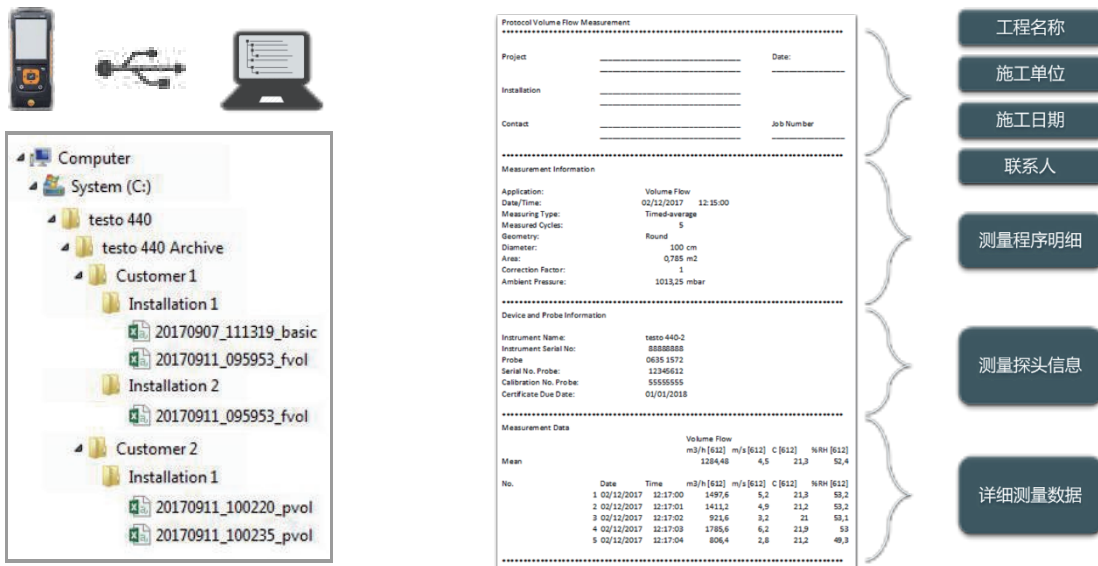 Computer
System (C:)
testo 440
testo 440 Archive
Customer 1
Installation 1
20170907_111319_basic
20170911_095953_fvol
Installation 2
20170911_095953_fvol
Customer 2
Installation 1
20170911_100220_pvol
20170911_100235_pvol
Protocol Volume Flow Measurement
Project Date:
Installation
Contact Job Number
Measurement Information
Application: Volume Flow
Date/Time: 02/12/2017 12:15:00
Measuring Type: Timed-average
Measured Cycles: 5
Geometry: Round
Diameter: 100 cm
Area: 0,785 m2
Correction Factor: 1
Ambient Pressure: 1013,25 mbar
Device and Probe Information
Instrument Name: testo 440-2
Instrument Serial No: 88888888
Probe 0635 1572
Serial No. Probe: 12345612
Calibration No. Probe: 55555555
Certificate Due Date: 01/01/2018
Measurement Data
Volume Flow
m3/h [612] m/s [612] C [612] %RH [612]
Mean 1284,48 4,5 21,3 52,4
No. Date Time m3/h [612] m/s [612] C [612] %RH [612]
1 02/12/2017 12:17:00 1497,6 5,2 21,3 53,2
2 02/12/2017 12:17:01 1411,2 4,9 21,2 53,2
3 02/12/2017 12:17:02 921,6 3,2 21 53,1
4 02/12/2017 12:17:03 1785,6 6,2 21,9 53
5 02/12/2017 12:17:04 806,4 2,8 21,2 49,3
工程名称
施工单位
施工日期
联系人
测量程序明细
测量探头信息
详细测量数据